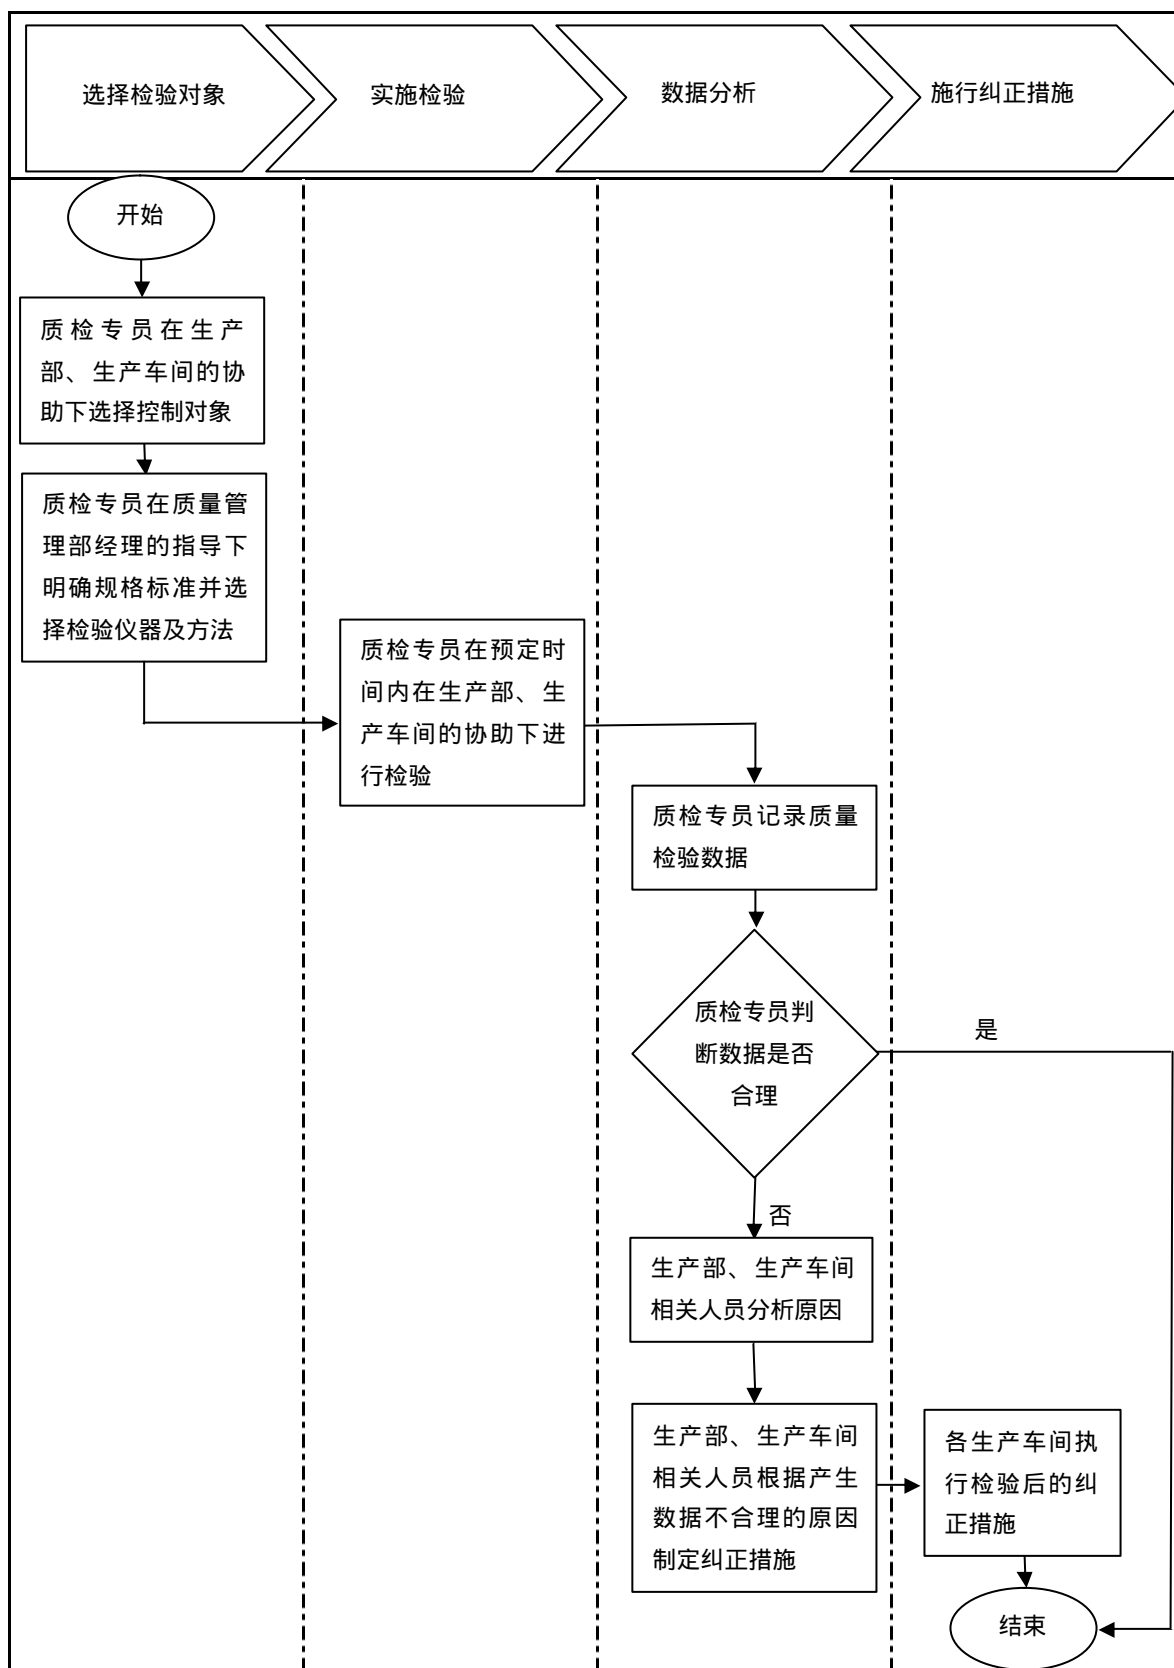 选择检验对象
实施检验
数据分析
施行纠正措施
开始
质检专员在生产
部、生产车间的协
助下选择控制对象
质检专员在质量管
理部经理的指导下
明确规格标准并选
择检验仪器及方法
质检专员在预定时
间内在生产部、生
产车间的协助下进
行检验
质检专员记录质量
检验数据
质检专员判
断数据是否
合理
是
否
生产部、生产车间
相关人员分析原因
生产部、生产车间
相关人员根据产生
数据不合理的原因
制定纠正措施
各生产车间执
行检验后的纠
正措施
结束